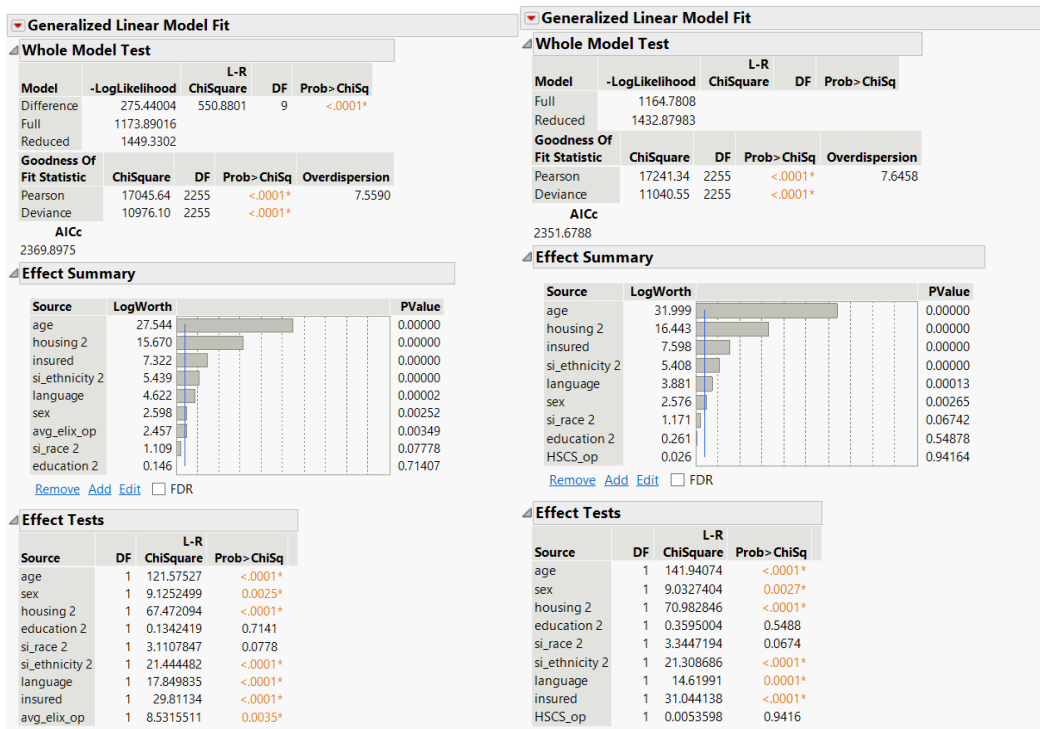 Generalized Linear Model Fit
Whole Model Test
L-R
Model -LogLikelihood ChiSquare DF Prob>ChiSq
Difference 275.44004 550.8801 9 <.0001*
Full 1173.89016
Reduced 1449.3302
Goodness Of
Fit Statistic ChiSquare DF Prob>ChiSq Overdispersion
Pearson 17045.64 2255 <.0001* 7.5590
Deviance 10976.10 2255 <.0001*
AICc
2369.8975
Effect Summary
Source LogWorth PValue
age 27.544 0.00000
housing 2 15.670 0.00000
insured 7.322 0.00000
si_ethnicity 2 5.439 0.00000
language 4.622 0.00002
sex 2.598 0.00252
avg_elix_op 2.457 0.00349
si_race 2 1.109 0.07778
education 2 0.146 0.71407
Remove Add Edit FDR
Effect Tests
L-R
Source DF ChiSquare Prob>ChiSq
age 1 121.57527 <.0001*
sex 1 9.1252499 0.0025*
housing 2 1 67.472094 <.0001*
education 2 1 0.1342419 0.7141
si_race 2 1 3.1107847 0.0778
si_ethnicity 2 1 21.444482 <.0001*
language 1 17.849835 <.0001*
insured 1 29.81134 <.0001*
avg_elix_op 1 8.5315511 0.0035*
Generalized Linear Model Fit
Whole Model Test
L-R
Model -LogLikelihood ChiSquare DF Prob>ChiSq
Full 1164.7808
Reduced 1432.87983
Goodness Of
Fit Statistic ChiSquare DF Prob>ChiSq Overdispersion
Pearson 17241.34 2255 <.0001* 7.6458
Deviance 11040.55 2255 <.0001*
AICc
2351.6788
Effect Summary
Source LogWorth PValue
age 31.999 0.00000
housing 2 16.443 0.00000
insured 7.598 0.00000
si_ethnicity 2 5.408 0.00000
language 3.881 0.00013
sex 2.576 0.00265
si_race 2 1.171 0.06742
education 2 0.261 0.54878
HSCS_op 0.026 0.94164
Remove Add Edit FDR
Effect Tests
L-R
Source DF ChiSquare Prob>ChiSq
age 1 141.94074 <.0001*
sex 1 9.0327404 0.0027*
housing 2 1 70.982846 <.0001*
education 2 1 0.3595004 0.5488
si_race 2 1 3.3447194 0.0674
si_ethnicity 2 1 21.308686 <.0001*
language 1 14.61991 0.0001*
insured 1 31.044138 <.0001*
HSCS_op 1 0.0053598 0.9416